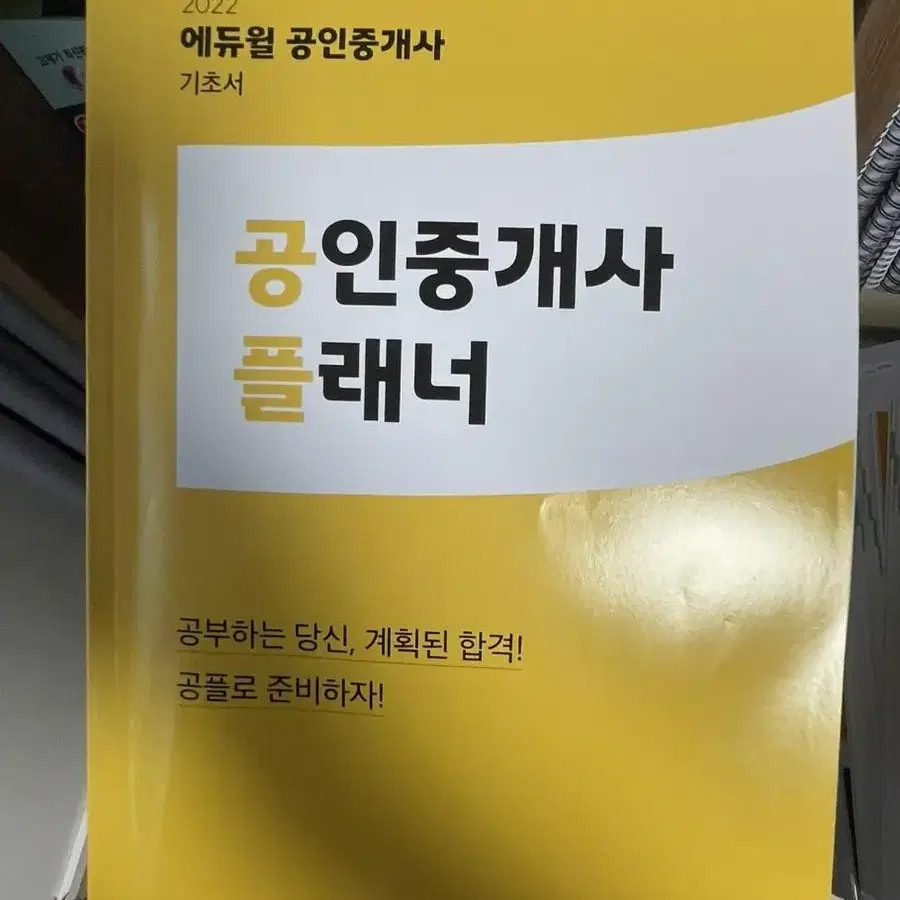 2022
에듀윌 공인중개사
기초서
공인중개사
플래너
공부하는 당신, 계획된 합격!
공플로 준비하자!